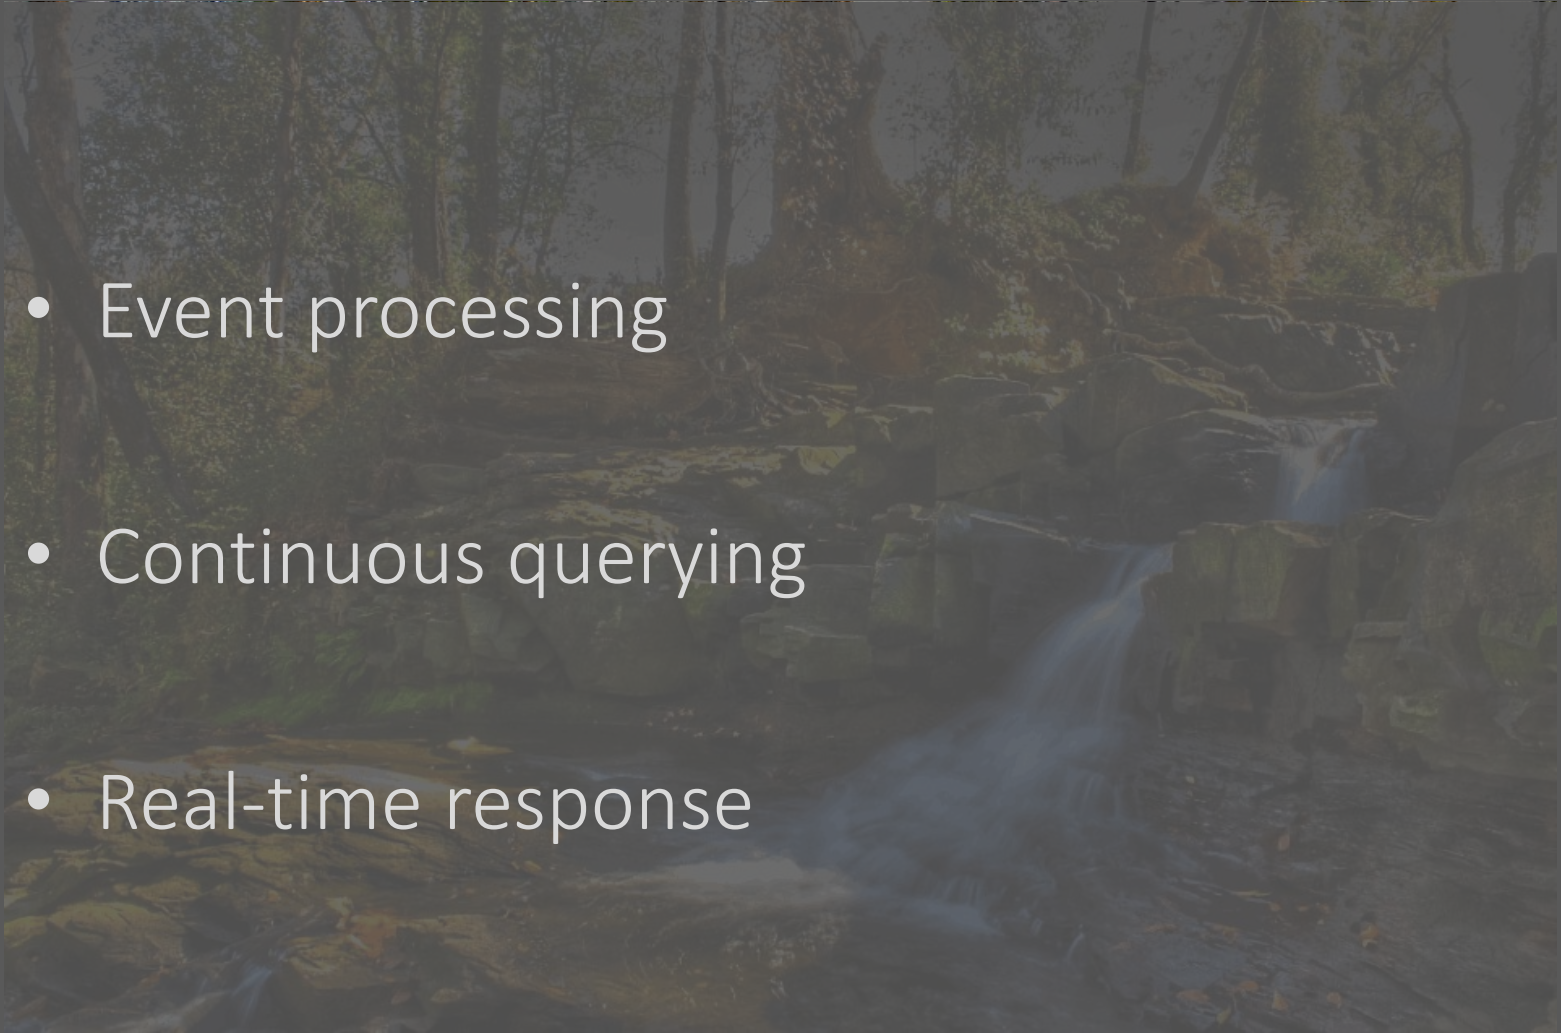 • Event processing
• Continuous querying
• Real-time response